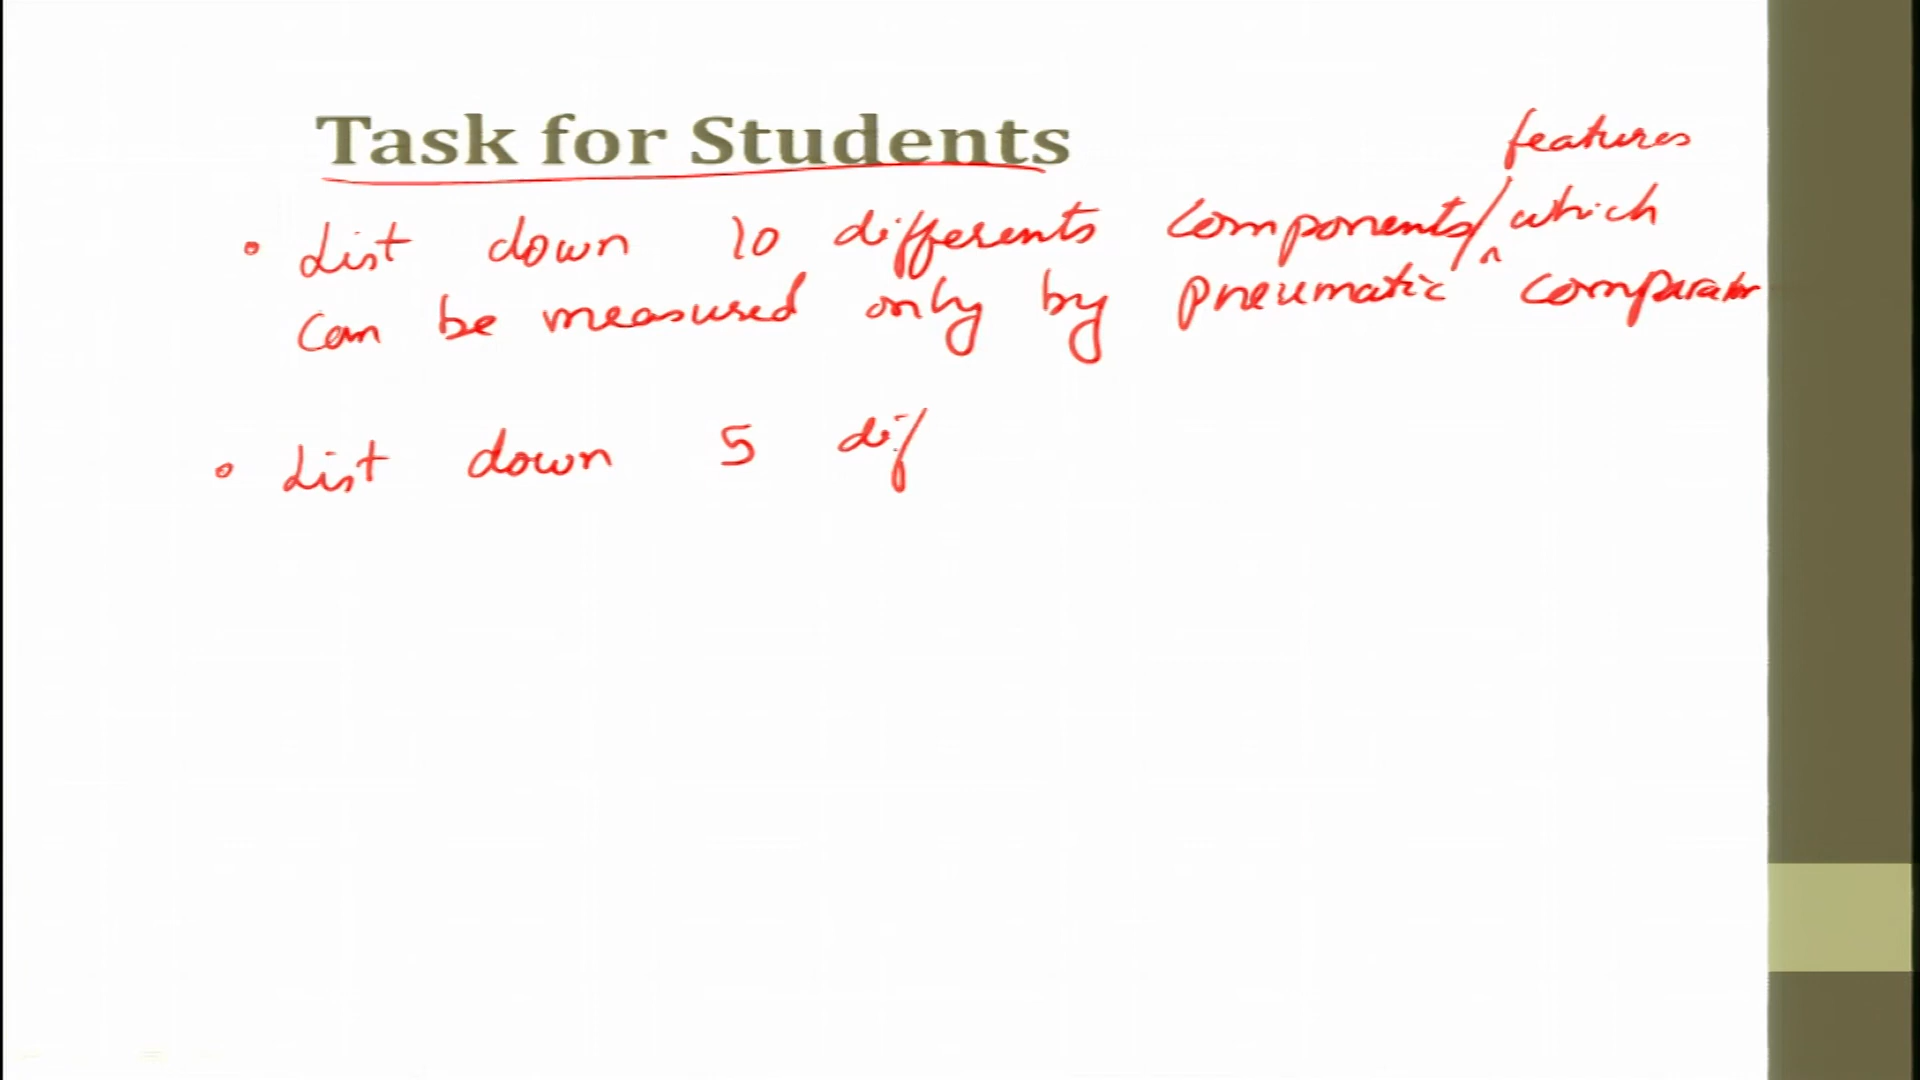 Task for Students
features
• List down 10 differents components/ ^ which
can be measured only by pneumatic comparator
• List down 5 dif